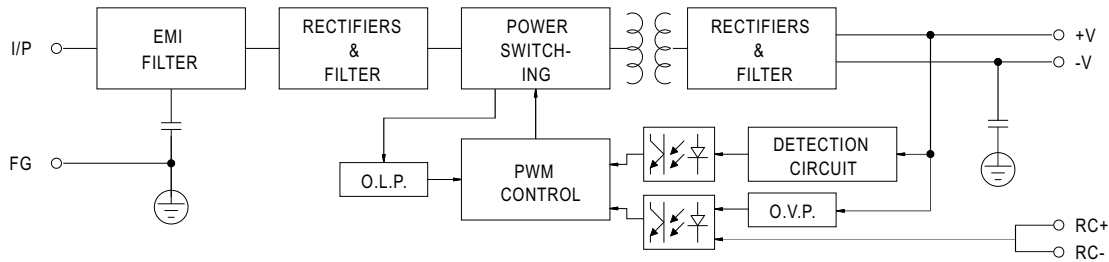 I/P
EMI
FILTER
RECTIFIERS
&
FILTER
POWER
SWITCH-
ING
RECTIFIERS
&
FILTER
+V
-V
FG
O.L.P.
PWM
CONTROL
DETECTION
CIRCUIT
O.V.P.
RC+
RC-